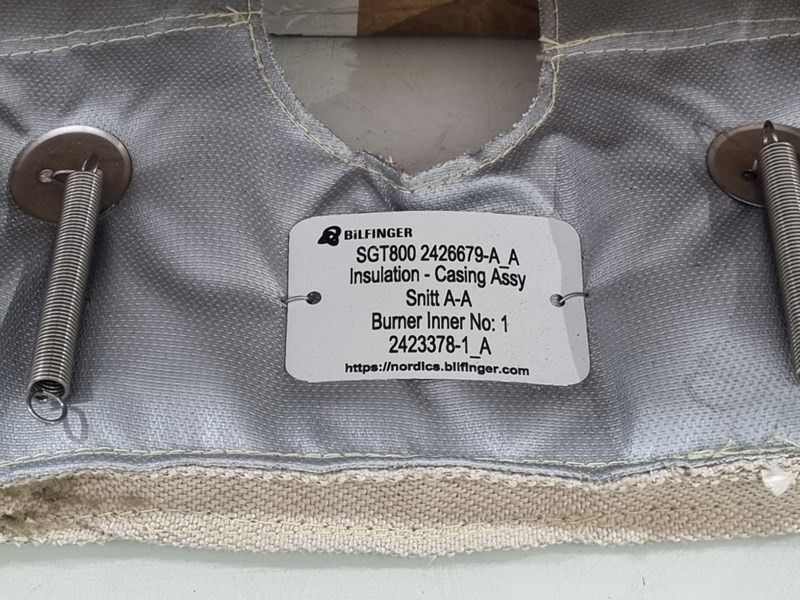 BiLFINGER
SGT800 2426679-A_A
Insulation - Casing Assy
Snitt A-A
Burner Inner No: 1
2423378-1_A
https://nordics.bilfinger.com